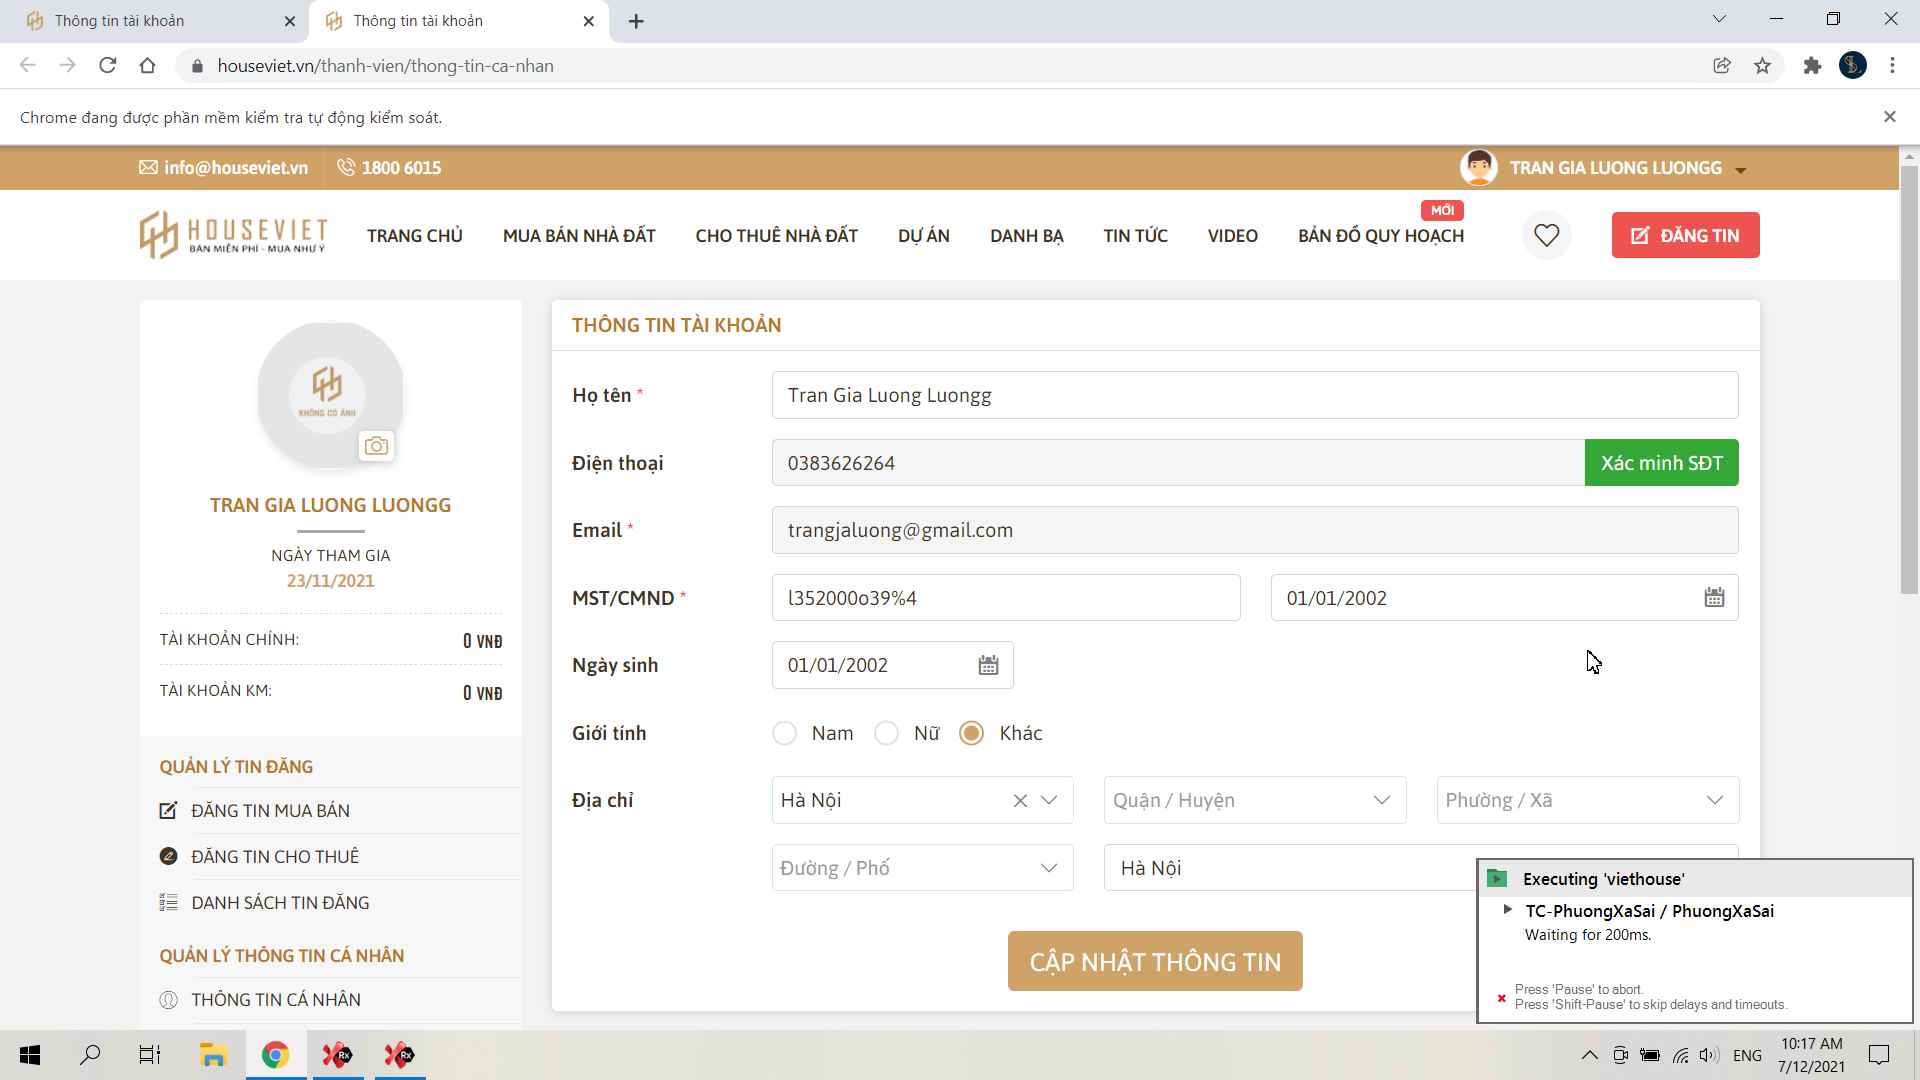 Thông tin tài khoản
Thông tin tài khoản
houseviet.vn/thanh-vien/thong-tin-ca-nhan
Chrome đang được phần mềm kiểm tra tự động kiểm soát.
info@houseviet.vn
1800 6015
TRAN GIA LUONG LUONGG
HOUSEVIET
BÁN MIỄN PHÍ - MUA NHƯ Ý
TRANG CHỦ
MUA BÁN NHÀ ĐẤT
CHO THUÊ NHÀ ĐẤT
DỰ ÁN
DANH BẠ
TIN TỨC
VIDEO
BẢN ĐỒ QUY HOẠCH
MỚI
ĐĂNG TIN
KHÔNG CÓ ẢNH
TRAN GIA LUONG LUONGG
NGÀY THAM GIA
23/11/2021
TÀI KHOẢN CHÍNH: 0 VNĐ
TÀI KHOẢN KM: 0 VNĐ
QUẢN LÝ TIN ĐĂNG
ĐĂNG TIN MUA BÁN
ĐĂNG TIN CHO THUÊ
DANH SÁCH TIN ĐĂNG
QUẢN LÝ THÔNG TIN CÁ NHÂN
THÔNG TIN CÁ NHÂN
THÔNG TIN TÀI KHOẢN
Họ tên * Tran Gia Luong Luongg
Điện thoại 0383626264 Xác minh SĐT
Email * trangjaluong@gmail.com
MST/CMND * l352000o39%4 01/01/2002
Ngày sinh 01/01/2002
Giới tính Nam Nữ Khác
Địa chỉ Hà Nội Quận / Huyện Phường / Xã
Đường / Phố Hà Nội
CẬP NHẬT THÔNG TIN
Executing 'viethouse'
TC-PhuongXaSai / PhuongXaSai
Waiting for 200ms.
Press 'Pause' to abort.
Press 'Shift-Pause' to skip delays and timeouts.
Rx
Rx
ENG
10:17 AM
7/12/2021